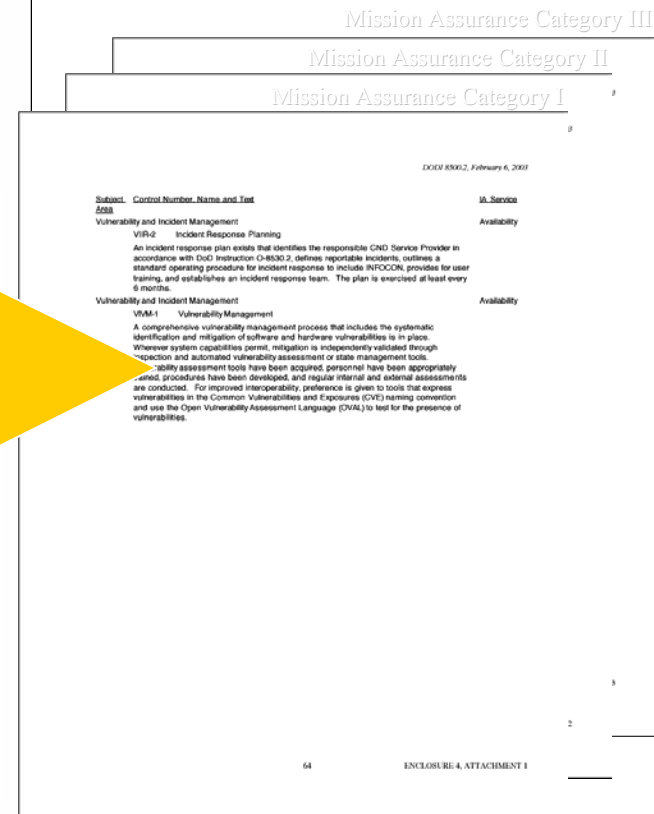 Mission Assurance Category III
Mission Assurance Category II
Mission Assurance Category I
DODI 8500.2, February 6, 2003
Subject Control Number, Name and Text IA Service
Area
Vulnerability and Incident Management Availability
VIIR-2 Incident Response Planning
An incident response plan exists that identifies the responsible CND Service Provider in
accordance with DoD Instruction O-8530.2, defines reportable incidents, outlines a
standard operating procedure for incident response to include INFOCON, provides for user
training, and establishes an incident response team. The plan is exercised at least every
6 months.
Vulnerability and Incident Management Availability
VIVM-1 Vulnerability Management
A comprehensive vulnerability management process that includes the systematic
identification and mitigation of software and hardware vulnerabilities is in place.
Wherever system capabilities permit, mitigation is independently validated through
inspection and automated vulnerability assessment or state management tools.
rability assessment tools have been acquired, personnel have been appropriately
trained, procedures have been developed, and regular internal and external assessments
are conducted. For improved interoperability, preference is given to tools that express
vulnerabilities in the Common Vulnerabilities and Exposures (CVE) naming convention
and use the Open Vulnerability Assessment Language (OVAL) to test for the presence of
vulnerabilities.
2
64 ENCLOSURE 4, ATTACHMENT 1